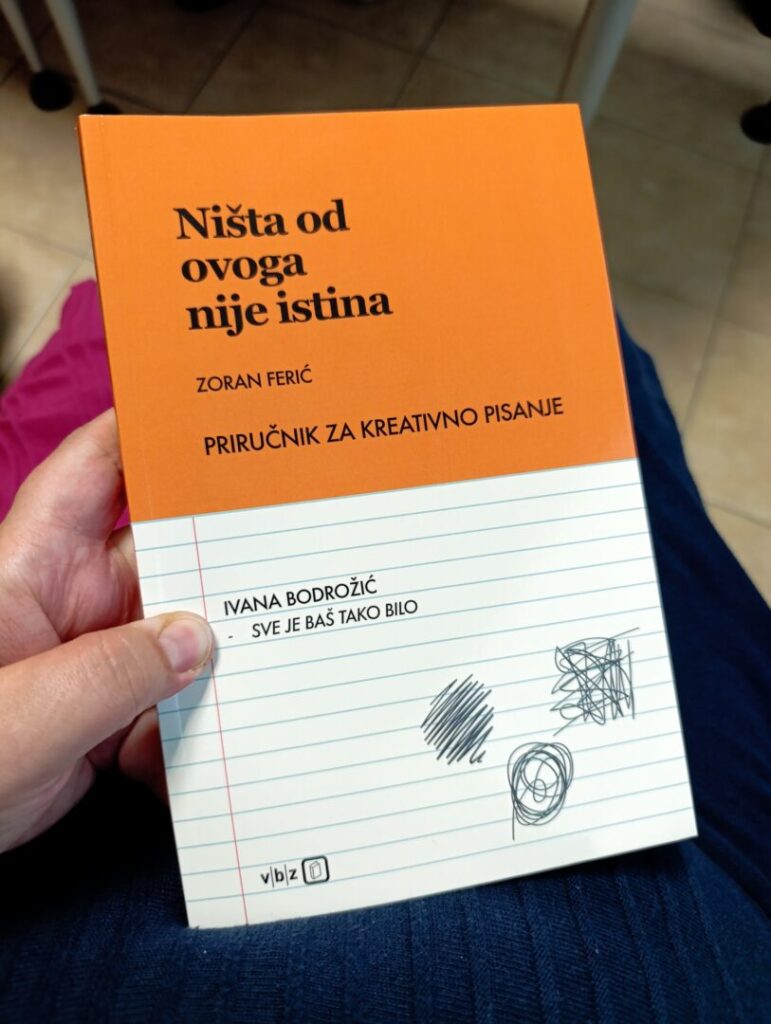 Ništa od
ovoga
nije istina
ZORAN FERIĆ
PRIRUČNIK ZA KREATIVNO PISANJE
IVANA BODROŽIĆ
- SVE JE BAŠ TAKO BILO
v|b|z